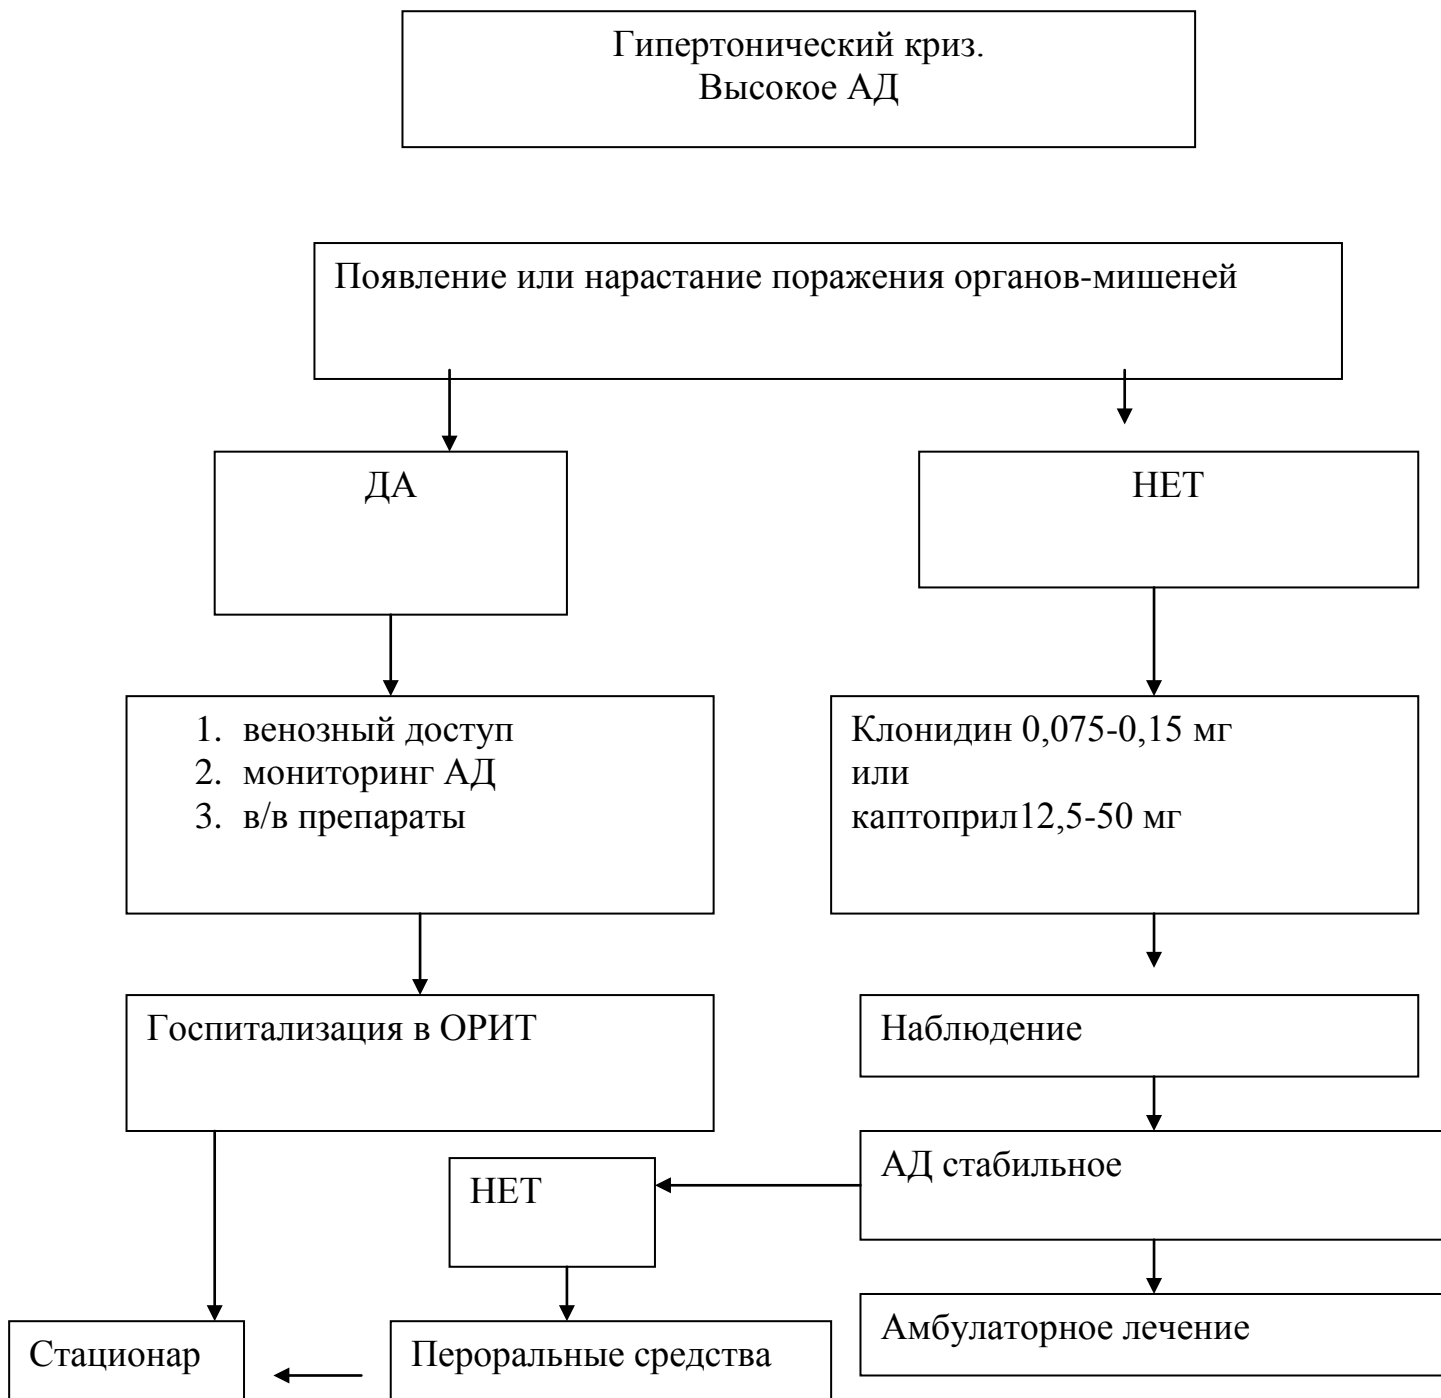 Гипертонический криз.
Высокое АД
Появление или нарастание поражения органов-мишеней
ДА
НЕТ
1. венозный доступ
2. мониторинг АД
3. в/в препараты
Клонидин 0,075-0,15 мг
или
каптоприл12,5-50 мг
Госпитализация в ОРИТ
Наблюдение
АД стабильное
НЕТ
Амбулаторное лечение
Стационар
Пероральные средства